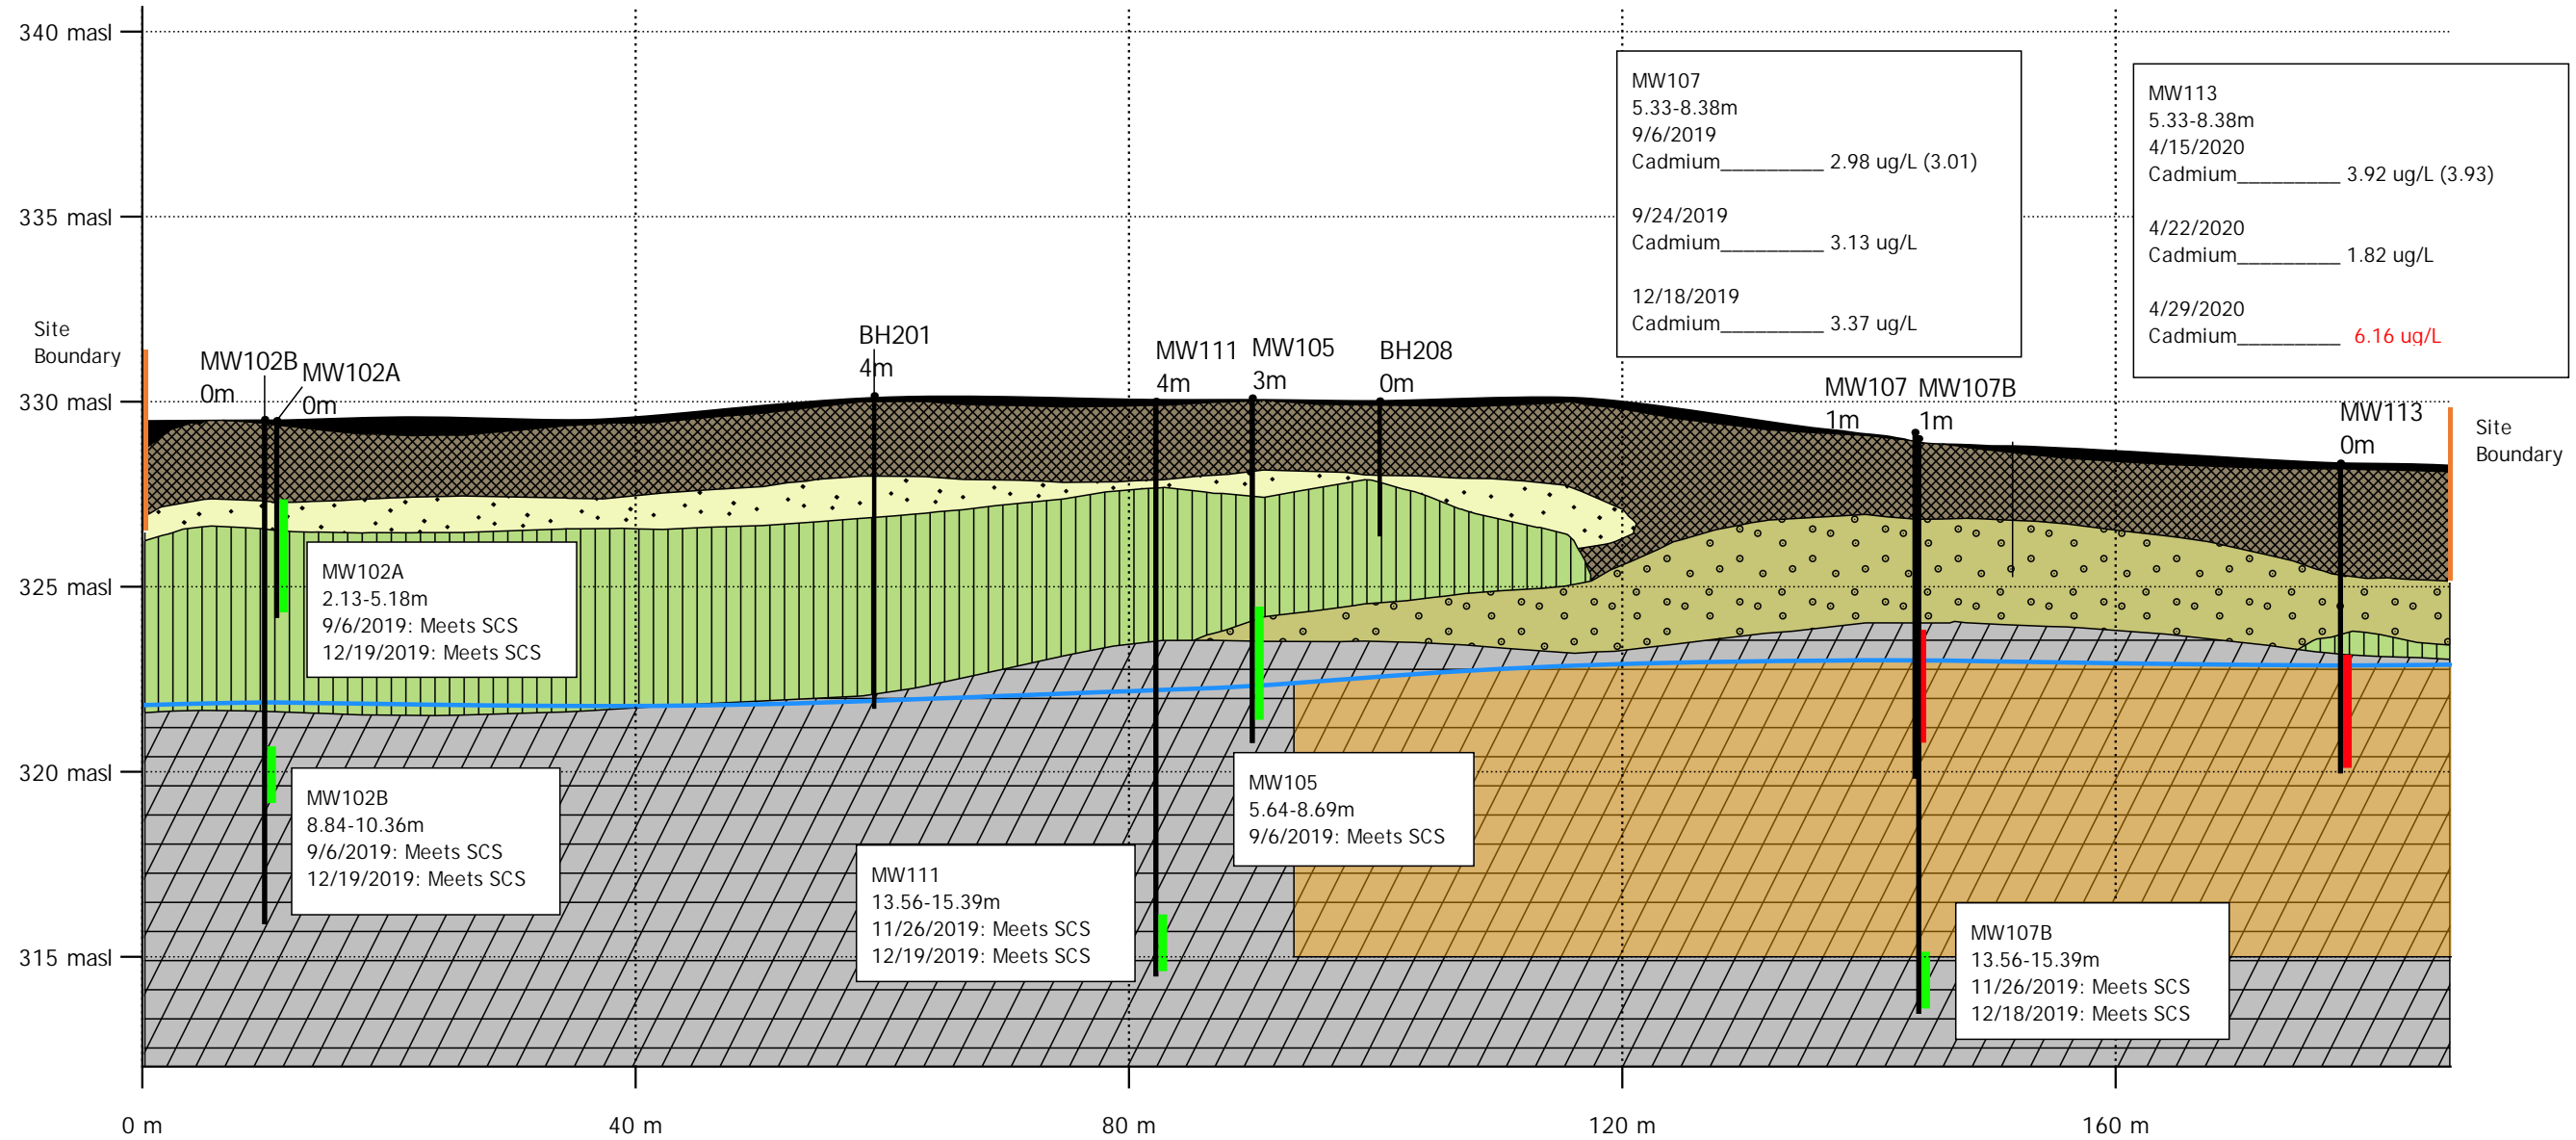 340 masl
335 masl
330 masl
325 masl
320 masl
315 masl
Site
Boundary
MW102B
0m
MW102A
0m
BH201
4m
MW111
4m
MW105
3m
BH208
0m
MW107
1m
MW107B
1m
MW113
0m
Site
Boundary
MW107
5.33-8.38m
9/6/2019
Cadmium_________ 2.98 ug/L (3.01)
9/24/2019
Cadmium_________ 3.13 ug/L
12/18/2019
Cadmium_________ 3.37 ug/L
MW113
5.33-8.38m
4/15/2020
Cadmium_________ 3.92 ug/L (3.93)
4/22/2020
Cadmium_________ 1.82 ug/L
4/29/2020
Cadmium_________ 6.16 ug/L
MW102A
2.13-5.18m
9/6/2019: Meets SCS
12/19/2019: Meets SCS
MW102B
8.84-10.36m
9/6/2019: Meets SCS
12/19/2019: Meets SCS
MW111
13.56-15.39m
11/26/2019: Meets SCS
12/19/2019: Meets SCS
MW105
5.64-8.69m
9/6/2019: Meets SCS
MW107B
13.56-15.39m
11/26/2019: Meets SCS
12/18/2019: Meets SCS
0 m
40 m
80 m
120 m
160 m